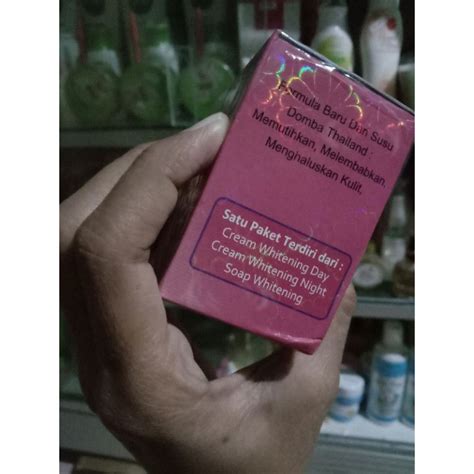 Formula Baru Dari Susu
Domba Thailand :
Memutihkan, Melembabkan,
Menghaluskan Kulit,
Satu Paket Terdiri dari :
Cream Whitening Day
Cream Whitening Night
Soap Whitening